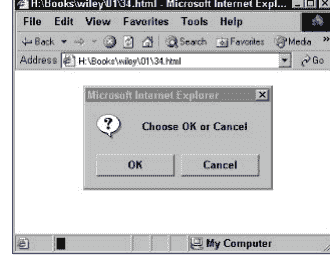 H:\Books\wiley\01\34.html - Microsoft Internet Expl...
File Edit View Favorites Tools Help
Back Search Favorites Media »
Address H:\Books\wiley\01\34.html Go
Microsoft Internet Explorer
Choose OK or Cancel
OK Cancel
My Computer